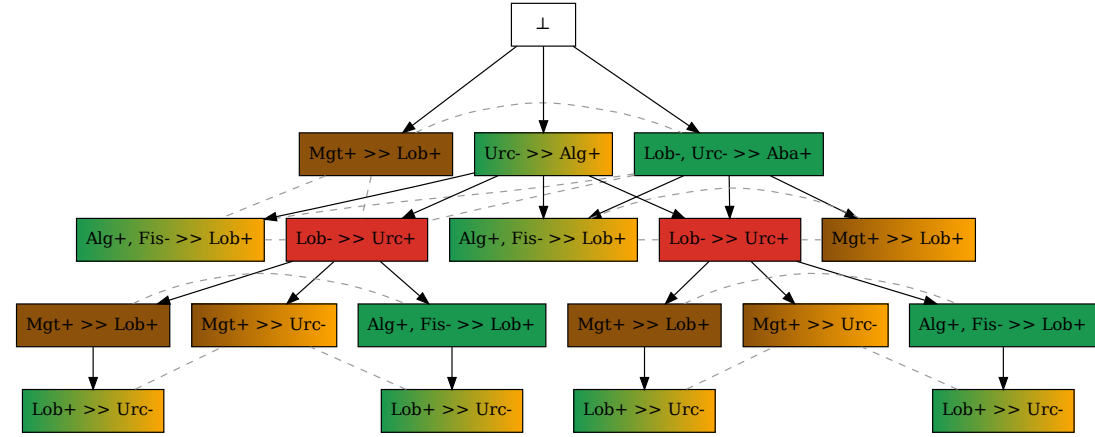 ⊥
Mgt+ >> Lob+
Urc- >> Alg+
Lob-, Urc- >> Aba+
Alg+, Fis- >> Lob+
Lob- >> Urc+
Alg+, Fis- >> Lob+
Lob- >> Urc+
Mgt+ >> Lob+
Mgt+ >> Lob+
Mgt+ >> Urc-
Alg+, Fis- >> Lob+
Mgt+ >> Lob+
Mgt+ >> Urc-
Alg+, Fis- >> Lob+
Lob+ >> Urc-
Lob+ >> Urc-
Lob+ >> Urc-
Lob+ >> Urc-